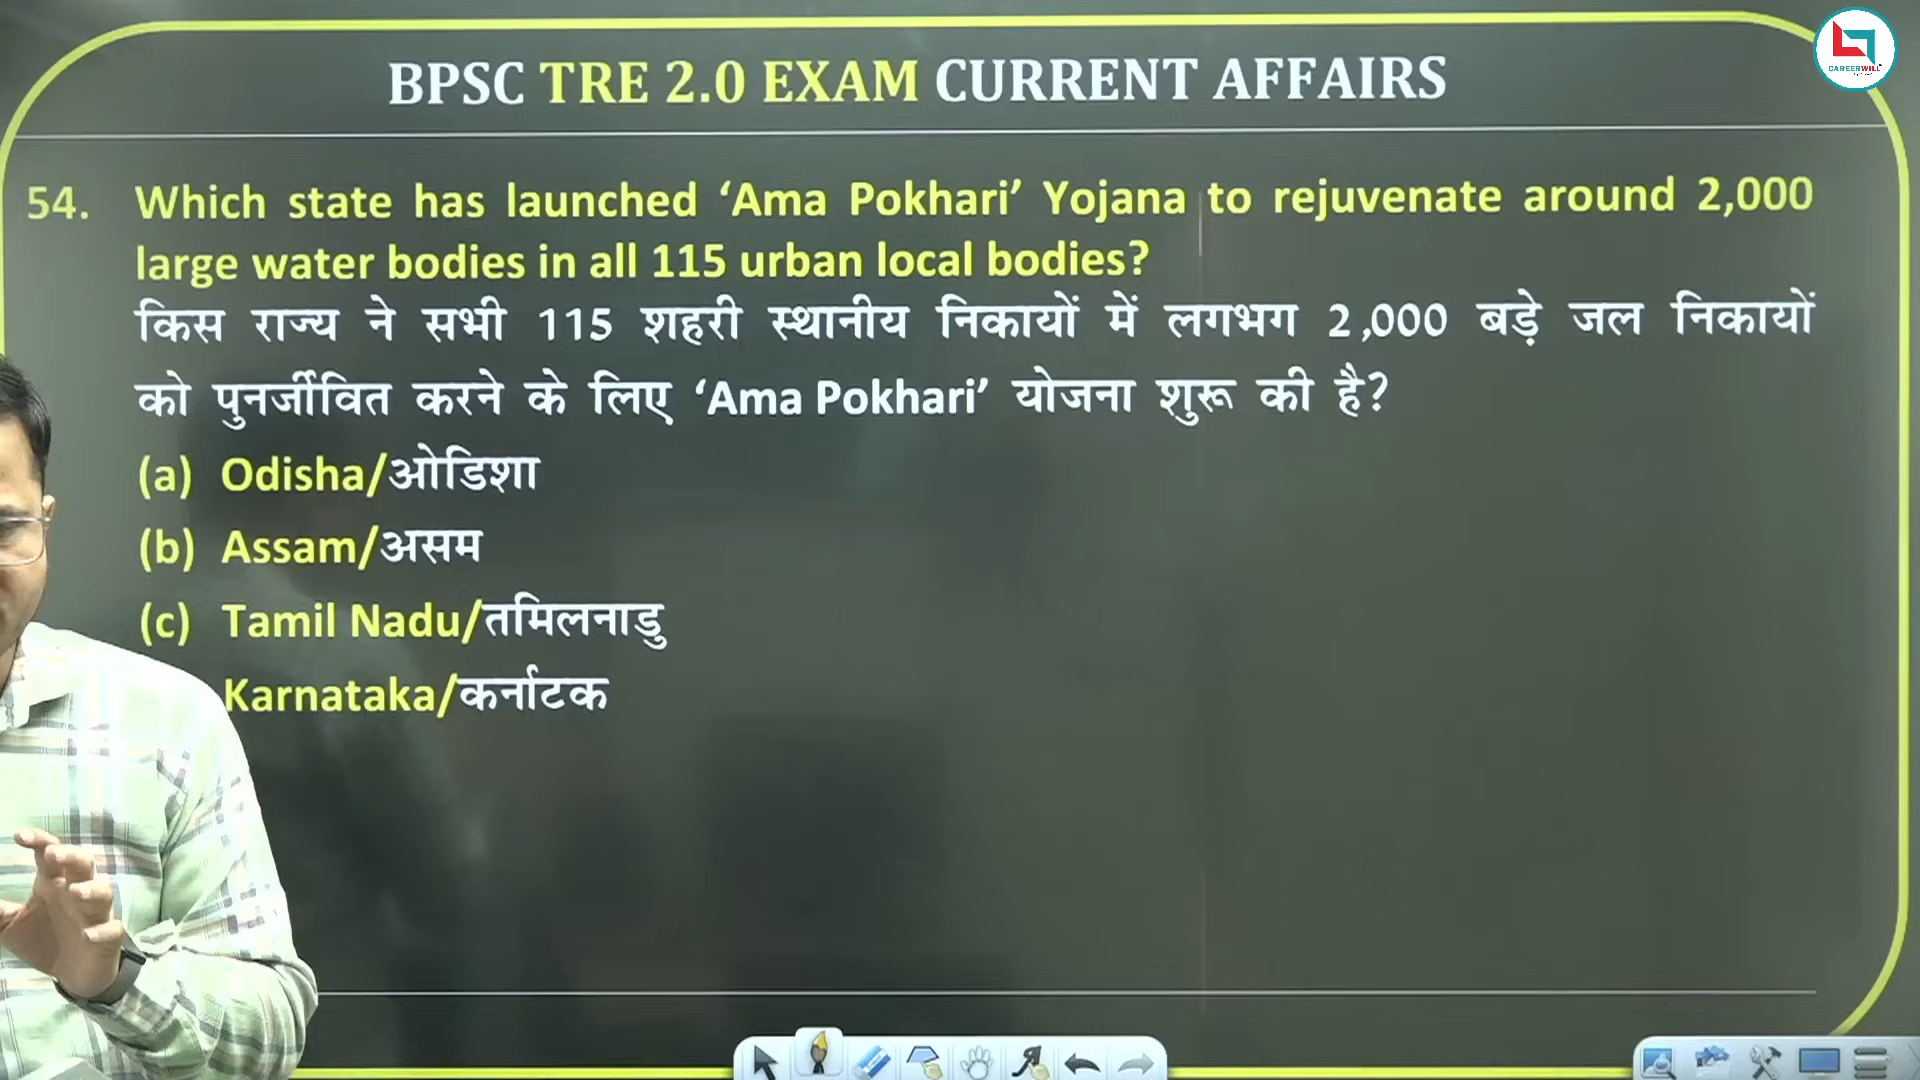 BPSC TRE 2.0 EXAM CURRENT AFFAIRS
CAREERWILL
54. Which state has launched ‘Ama Pokhari’ Yojana to rejuvenate around 2,000
large water bodies in all 115 urban local bodies?
किस राज्य ने सभी 115 शहरी स्थानीय निकायों में लगभग 2,000 बड़े जल निकायों
को पुनर्जीवित करने के लिए ‘Ama Pokhari’ योजना शुरू की है?
(a) Odisha/ओडिशा
(b) Assam/असम
(c) Tamil Nadu/तमिलनाडु
Karnataka/कर्नाटक